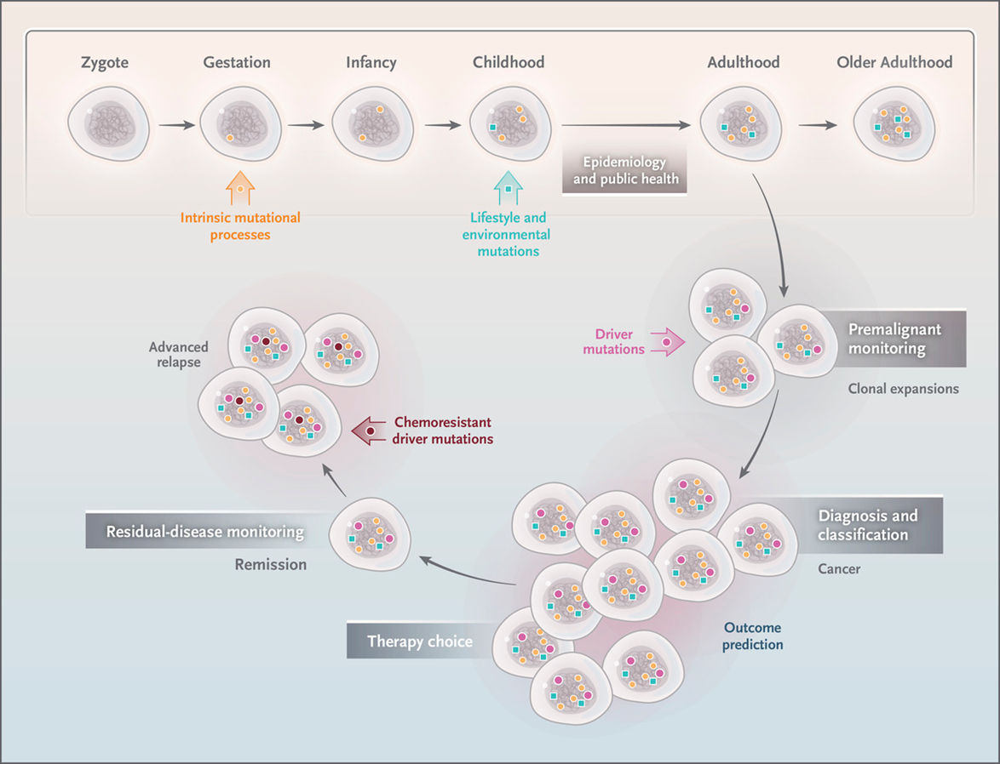 Zygote
Gestation
Infancy
Childhood
Adulthood
Older Adulthood
Epidemiology
and public health
Intrinsic mutational
processes
Lifestyle and
environmental
mutations
Driver
mutations
Premalignant
monitoring
Clonal expansions
Advanced
relapse
Chemoresistant
driver mutations
Diagnosis and
classification
Cancer
Residual-disease monitoring
Remission
Therapy choice
Outcome
prediction